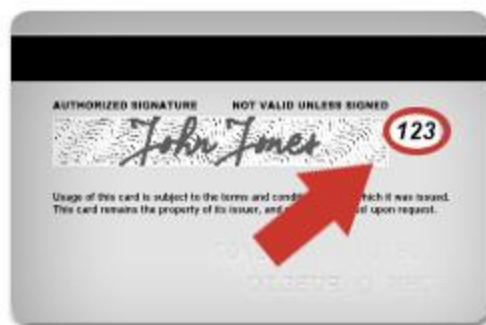 AUTHORIZED SIGNATURE NOT VALID UNLESS SIGNED
John Jones 123
Usage of this card is subject to the terms and which it was issued.
This card remains the property of its issuer, and upon request.